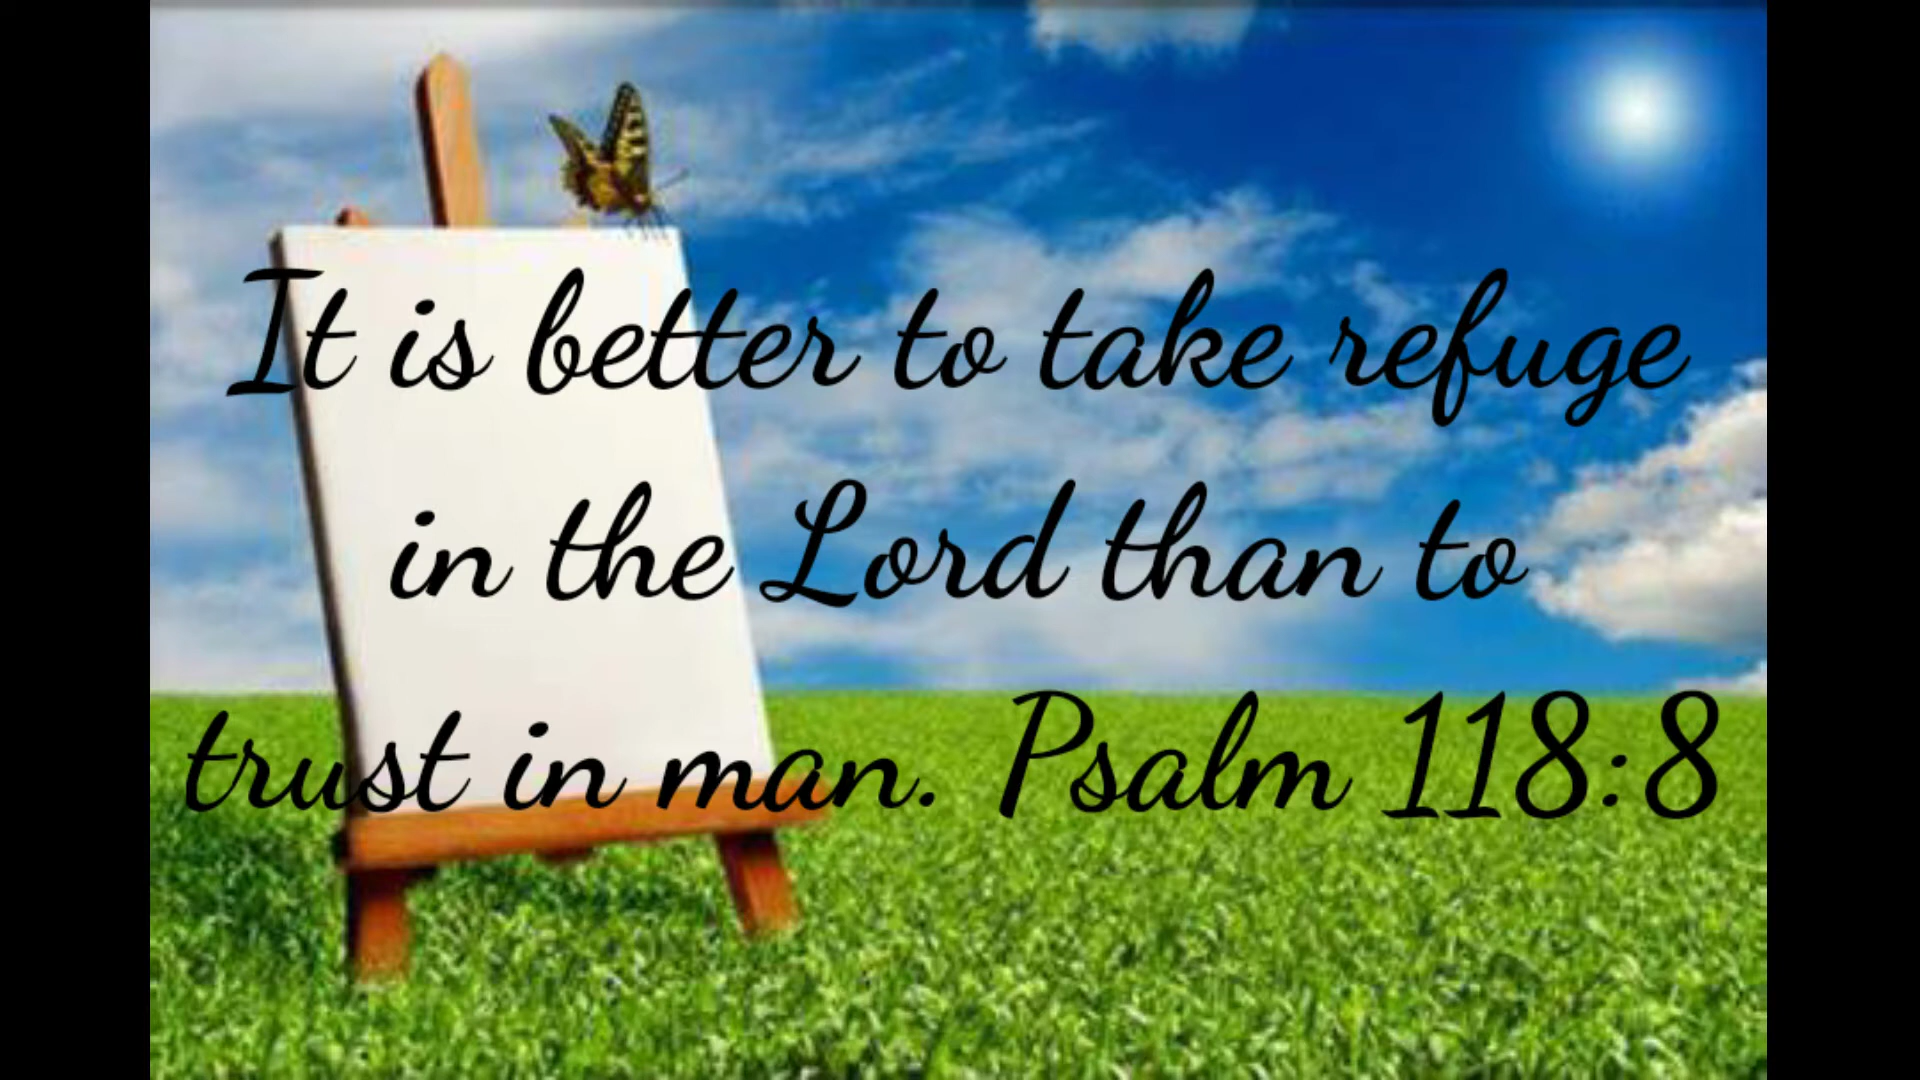 It is better to take refuge
in the Lord than to
trust in man. Psalm 118:8